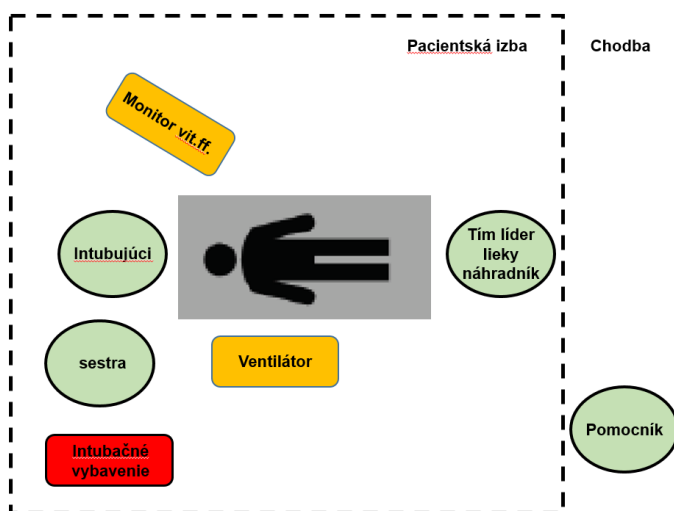 Pacientská izba
Chodba
Monitor vit.ff.
Intubujúci
Tím líder
lieky
náhradník
sestra
Ventilátor
Pomocník
Intubačné
vybavenie